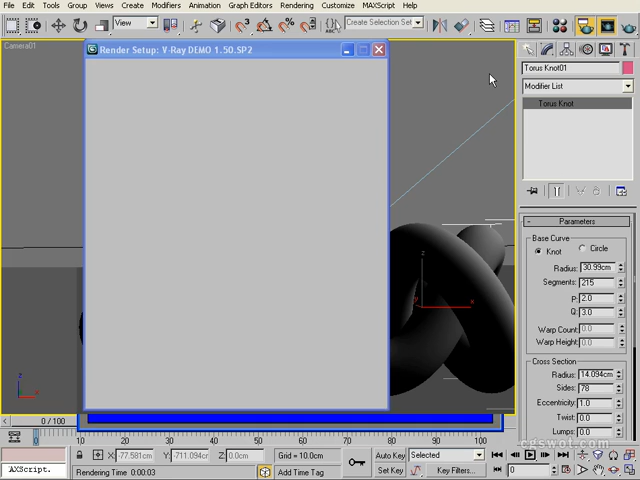 File Edit Tools Group Views Create Modifiers Animation Graph Editors Rendering Customize MAXScript Help
View
3
ABC
Create Selection Set
Camera01
Render Setup: V-Ray DEMO 1.50.SP2
Torus Knot01
Modifier List
Torus Knot
- Parameters
Base Curve
Knot Circle
Radius: 30.99cm
Segments: 215
P: 2.0
Q: 3.0
Warp Count: 0.0
Warp Height: 0.0
Cross Section
Radius: 14.094cm
Sides: 78
Eccentricity: 1.0
Twist: 0.0
Lumps: 0.0
z
x
z
x
0 / 100
cgswot.com
0 10 20 30 40 50 60 70 80 90 100
X: -77.581cm Y: -711.094cm Z: 0.0cm Grid = 10.0cm Auto Key Selected
'AXScript. Rendering Time 0:00:03 Add Time Tag Set Key Key Filters... 0